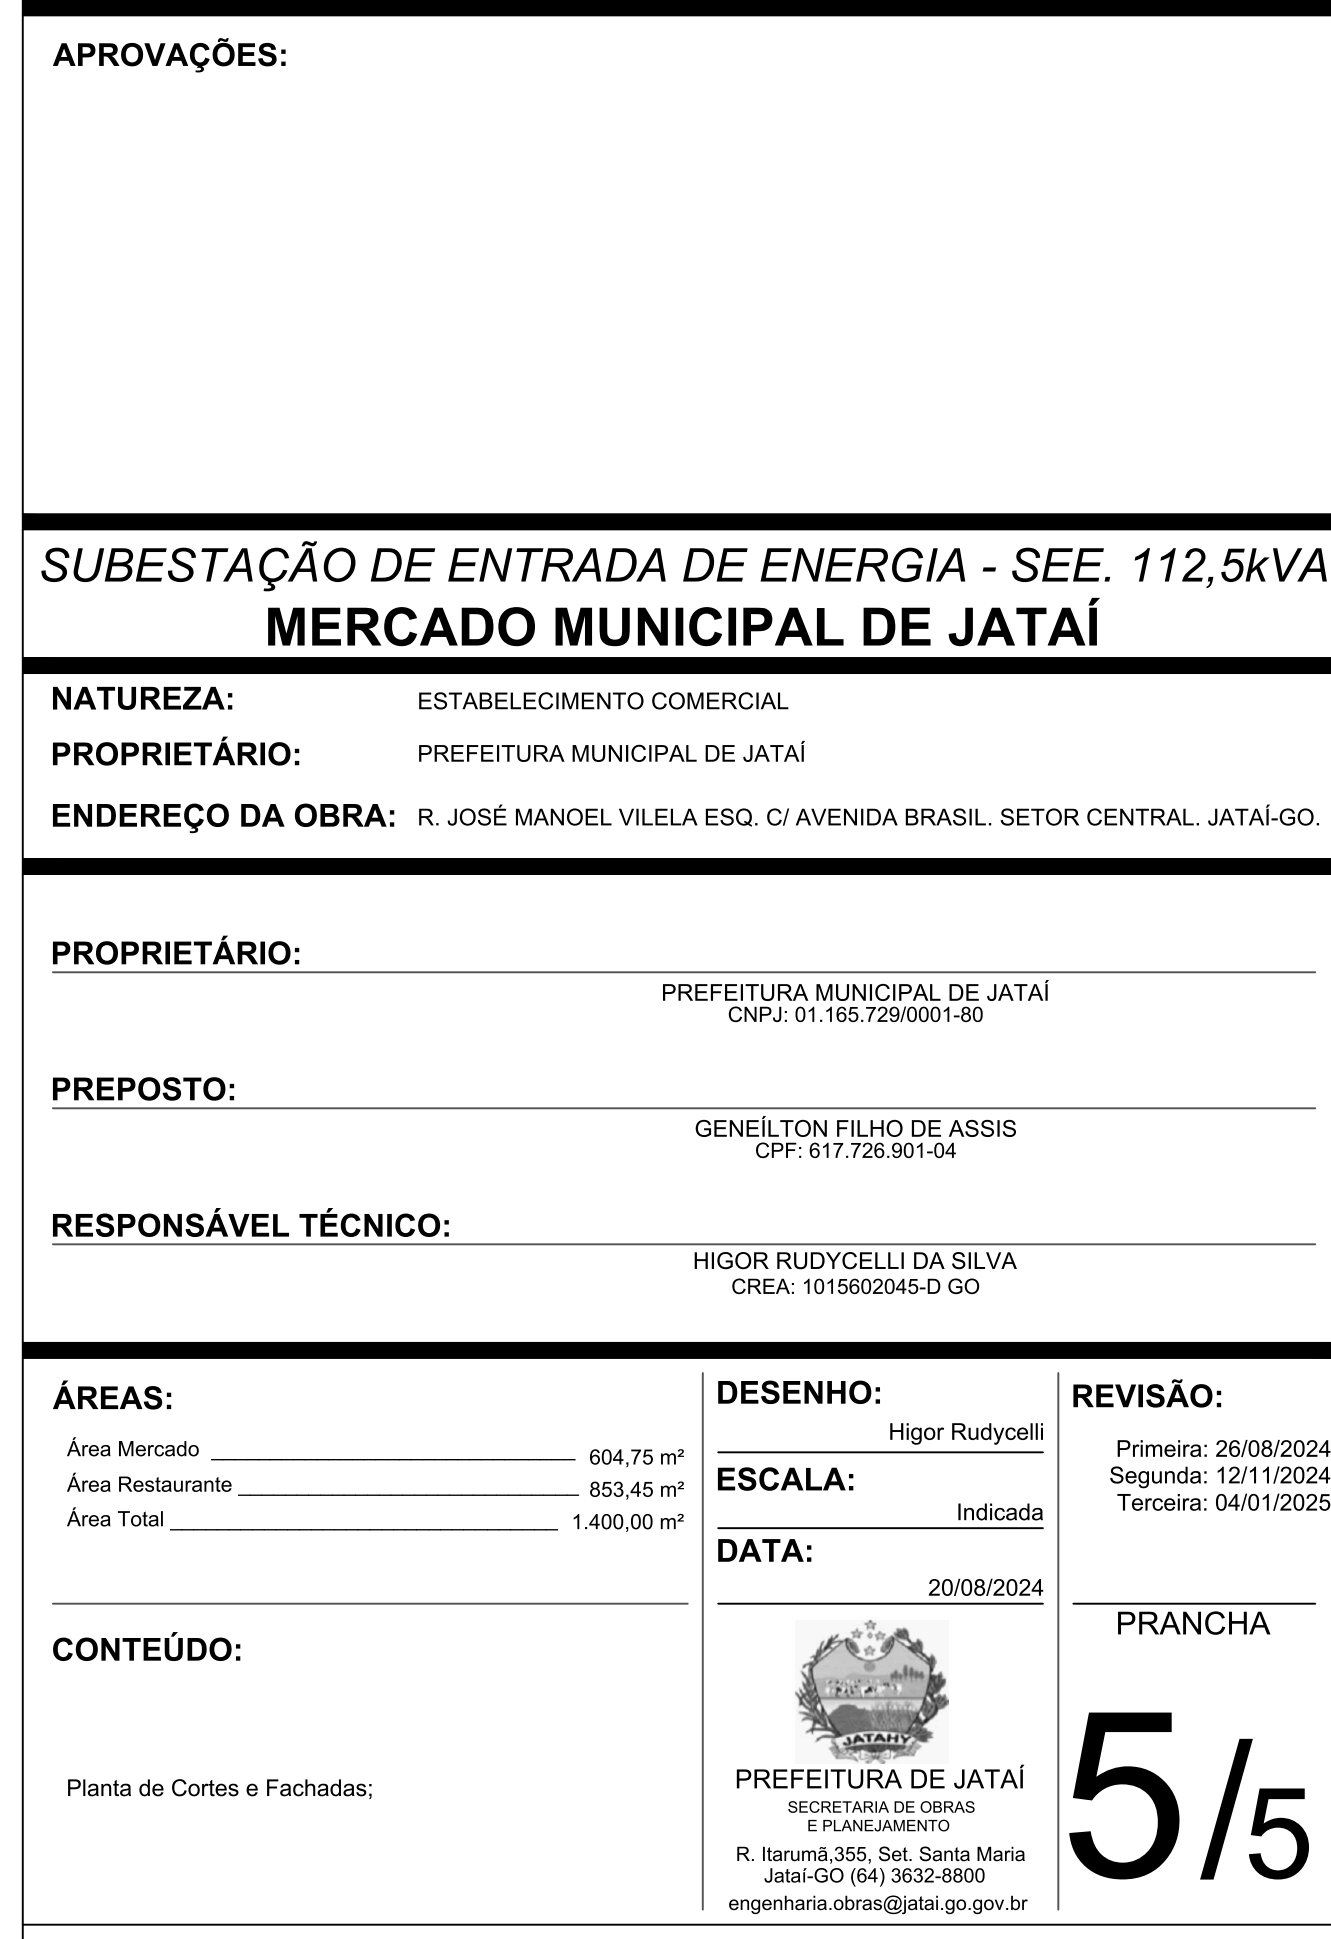 APROVAÇÕES:
SUBESTAÇÃO DE ENTRADA DE ENERGIA - SEE. 112,5kVA
MERCADO MUNICIPAL DE JATAÍ
NATUREZA: ESTABELECIMENTO COMERCIAL
PROPRIETÁRIO: PREFEITURA MUNICIPAL DE JATAÍ
ENDEREÇO DA OBRA: R. JOSÉ MANOEL VILELA ESQ. C/ AVENIDA BRASIL. SETOR CENTRAL. JATAÍ-GO.
PROPRIETÁRIO:
PREFEITURA MUNICIPAL DE JATAÍ
CNPJ: 01.165.729/0001-80
PREPOSTO:
GENEÍLTON FILHO DE ASSIS
CPF: 617.726.901-04
RESPONSÁVEL TÉCNICO:
HIGOR RUDYCELLI DA SILVA
CREA: 1015602045-D GO
ÁREAS:
Área Mercado 604,75 m²
Área Restaurante 853,45 m²
Área Total 1.400,00 m²
CONTEÚDO:
Planta de Cortes e Fachadas;
DESENHO:
Higor Rudycelli
ESCALA:
Indicada
DATA:
20/08/2024
JATAHY
PREFEITURA DE JATAÍ
SECRETARIA DE OBRAS
E PLANEJAMENTO
R. Itarumã,355, Set. Santa Maria
Jataí-GO (64) 3632-8800
engenharia.obras@jatai.go.gov.br
REVISÃO:
Primeira: 26/08/2024
Segunda: 12/11/2024
Terceira: 04/01/2025
PRANCHA
5/5